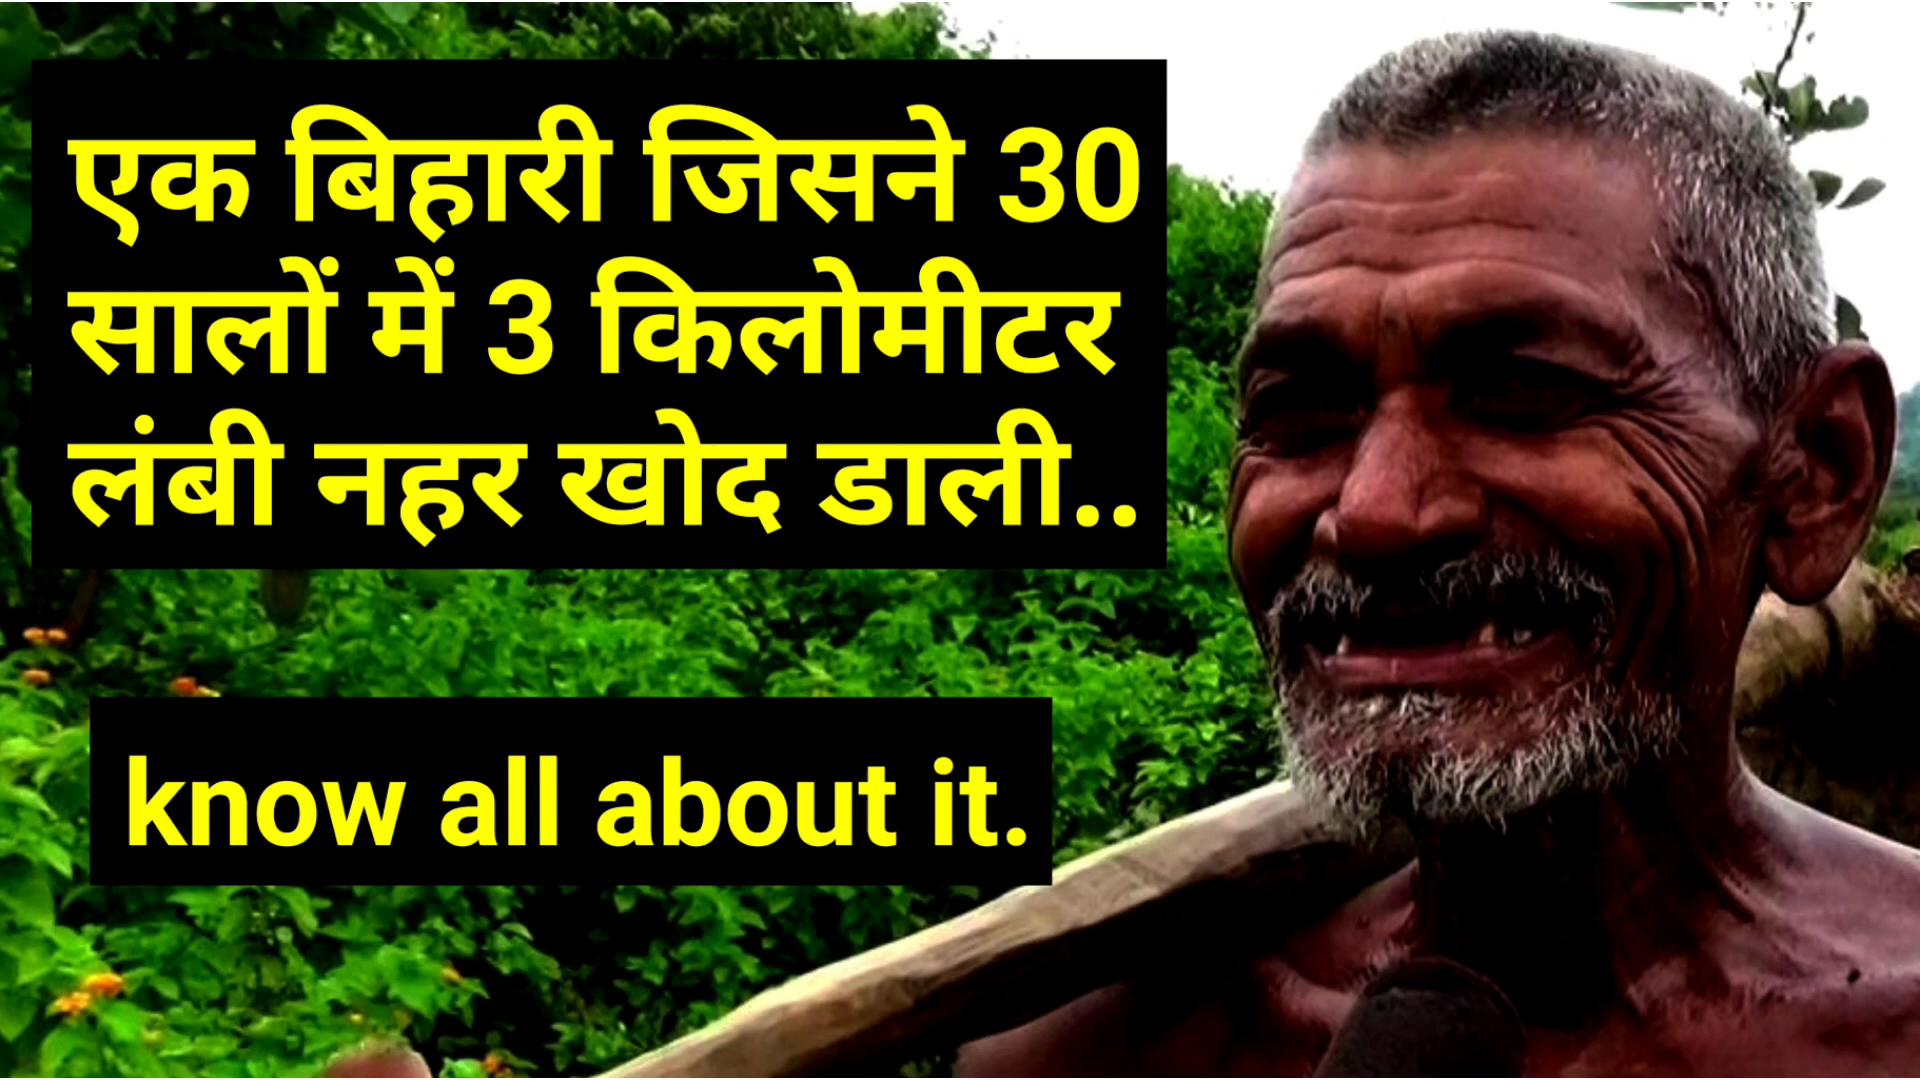 एक बिहारी जिसने 30
सालों में 3 किलोमीटर
लंबी नहर खोद डाली..
know all about it.